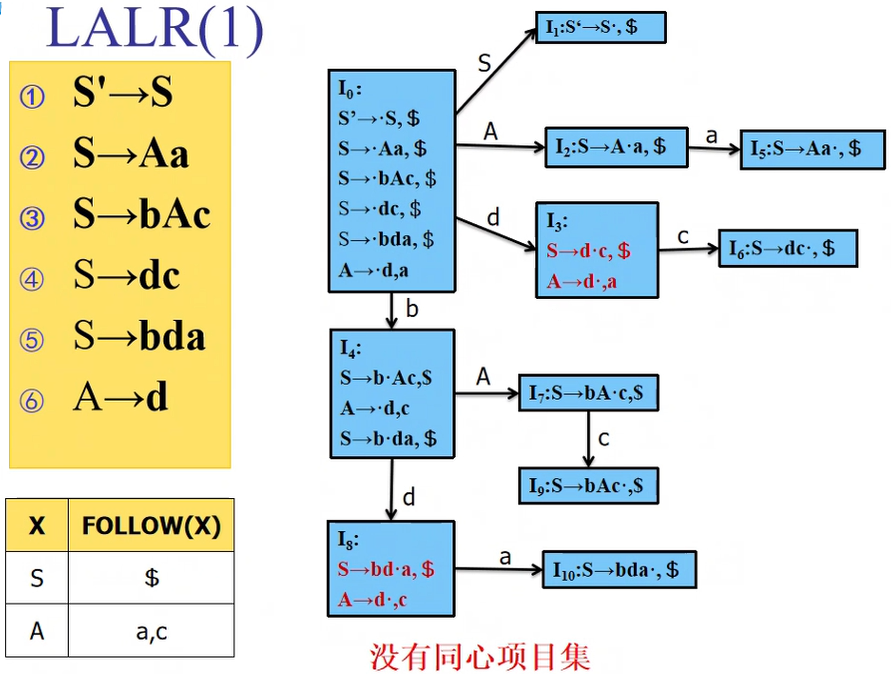 LALR(1)
① S'→S
② S→Aa
③ S→bAc
④ S→dc
⑤ S→bda
⑥ A→d
X FOLLOW(X)
S $
A a,c
I₀:
S’→·S, $
S→·Aa, $
S→·bAc, $
S→·dc, $
S→·bda, $
A→·d,a
S
I₁:S‘→S·, $
A
I₂:S→A·a, $
a
I₅:S→Aa·, $
d
I₃:
S→d·c, $
A→d·,a
c
I₆:S→dc·, $
b
I₄:
S→b·Ac,$
A→·d,c
S→b·da, $
A
I₇:S→bA·c,$
c
I₉:S→bAc·,$
d
I₈:
S→bd·a, $
A→d·,c
a
I₁₀:S→bda·, $
没有同心项目集